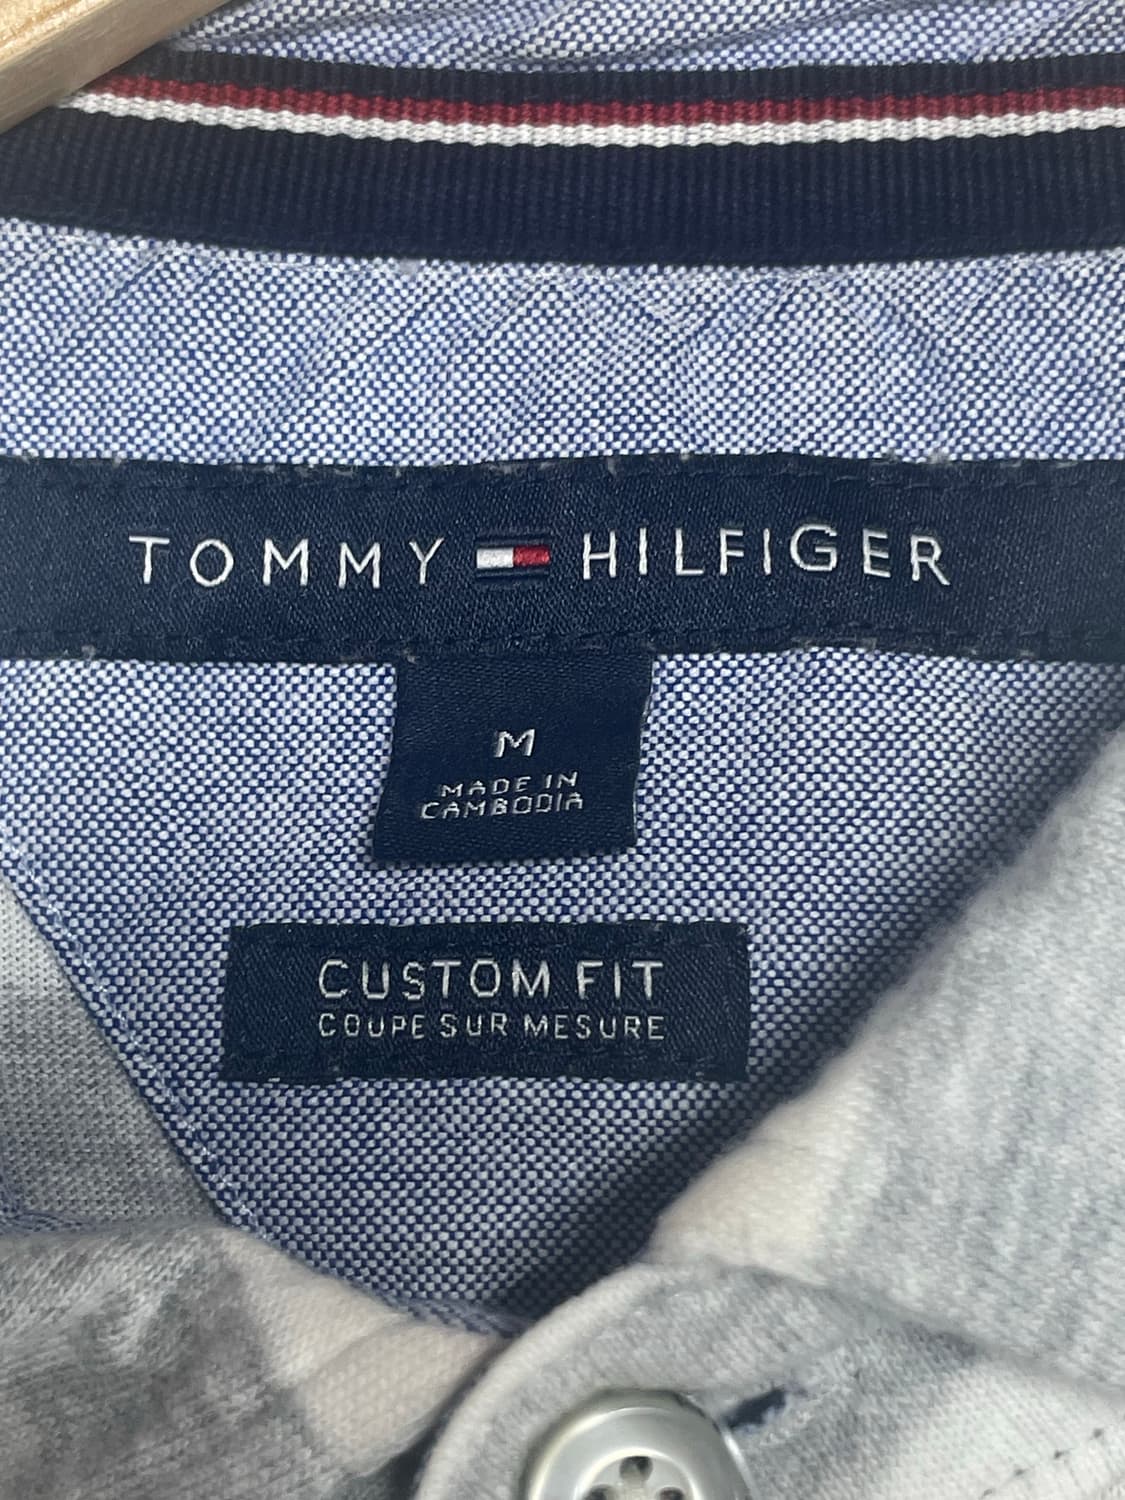 TOMMY HILFIGER
M
MADE IN
CAMBODIA
CUSTOM FIT
COUPE SUR MESURE